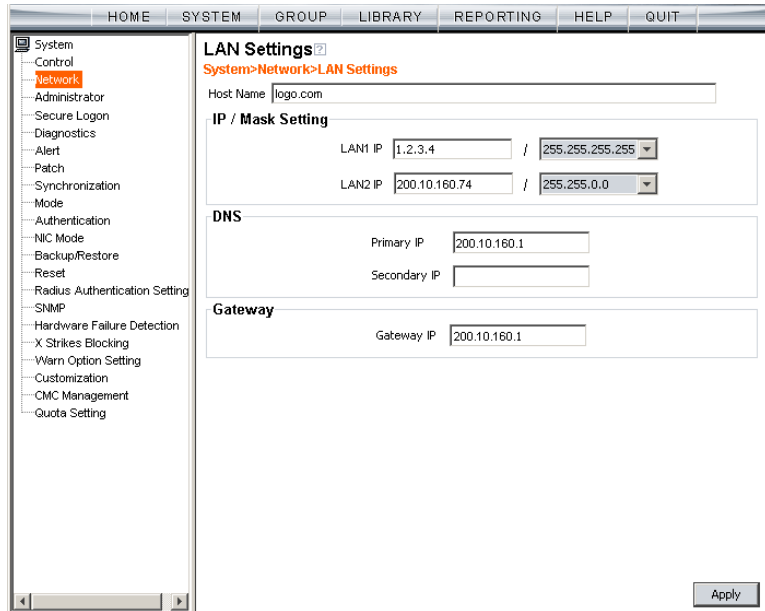 HOME SYSTEM GROUP LIBRARY REPORTING HELP QUIT
System
Control
Network
Administrator
Secure Logon
Diagnostics
Alert
Patch
Synchronization
Mode
Authentication
NIC Mode
Backup/Restore
Reset
Radius Authentication Setting
SNMP
Hardware Failure Detection
X Strikes Blocking
Warn Option Setting
Customization
CMC Management
Quota Setting
LAN Settings ?
System>Network>LAN Settings
Host Name logo.com
IP / Mask Setting
LAN1 IP 1.2.3.4 / 255.255.255.255
LAN2 IP 200.10.160.74 / 255.255.0.0
DNS
Primary IP 200.10.160.1
Secondary IP
Gateway
Gateway IP 200.10.160.1
Apply